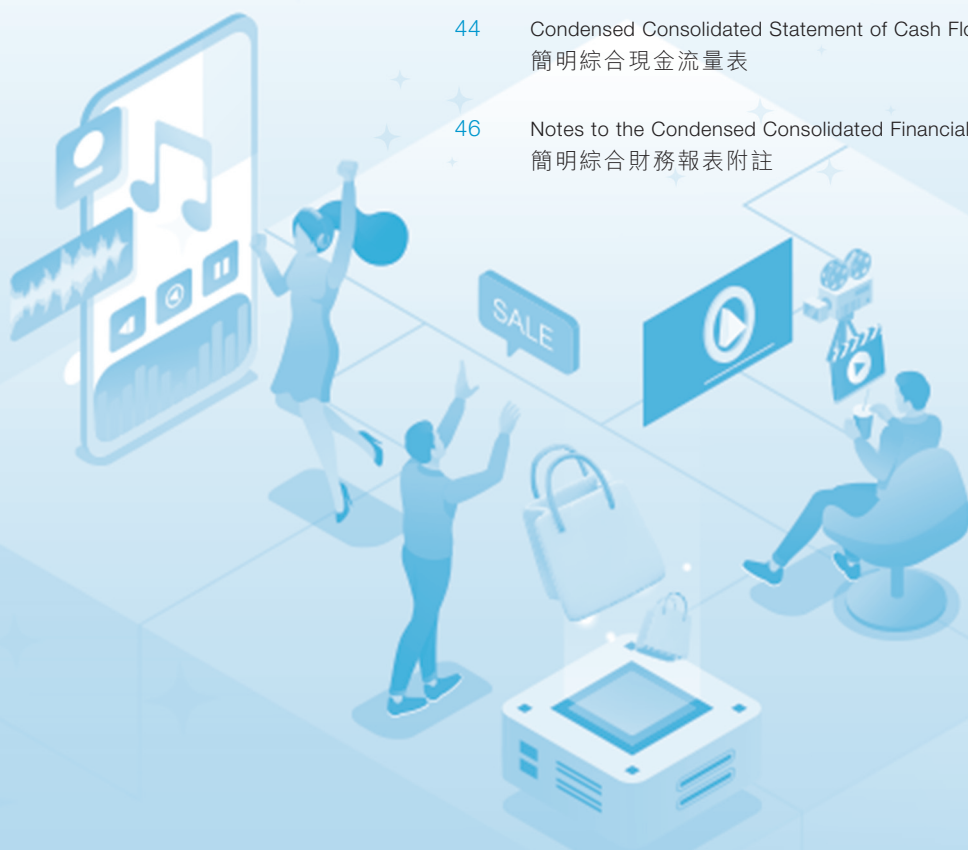 44 Condensed Consolidated Statement of Cash Flo
簡明綜合現金流量表
46 Notes to the Condensed Consolidated Financial
簡明綜合財務報表附註
SALE